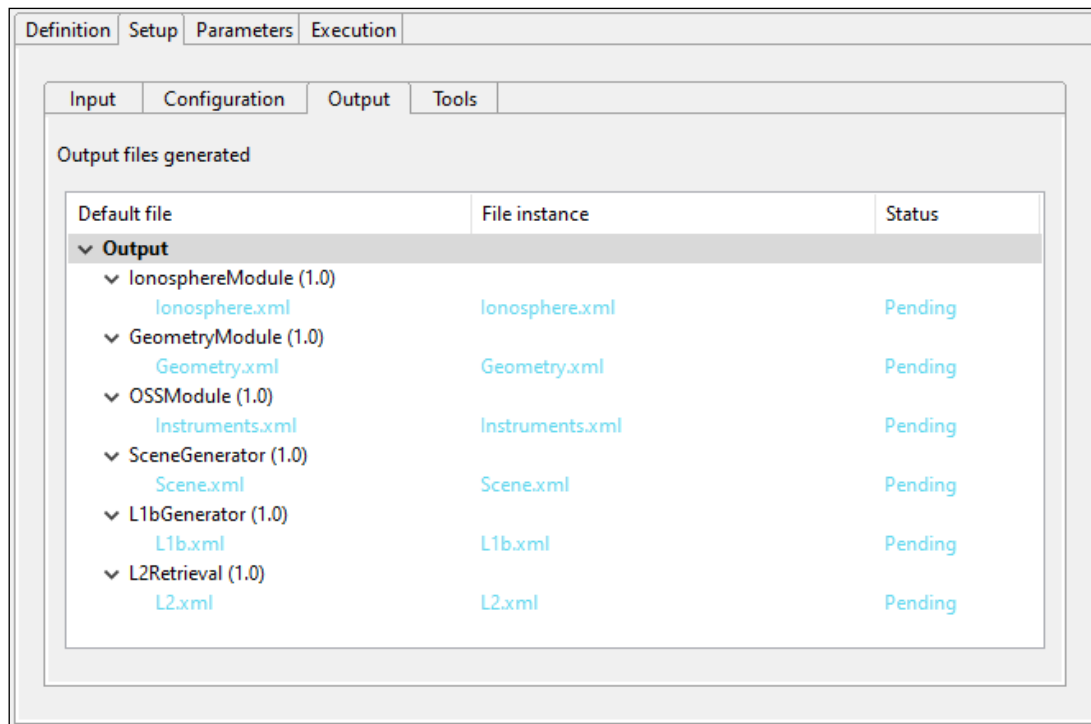 Definition Setup Parameters Execution
Input Configuration Output Tools
Output files generated
Default file File instance Status
Output
IonosphereModule (1.0)
Ionosphere.xml Ionosphere.xml Pending
GeometryModule (1.0)
Geometry.xml Geometry.xml Pending
OSSModule (1.0)
Instruments.xml Instruments.xml Pending
SceneGenerator (1.0)
Scene.xml Scene.xml Pending
L1bGenerator (1.0)
L1b.xml L1b.xml Pending
L2Retrieval (1.0)
L2.xml L2.xml Pending